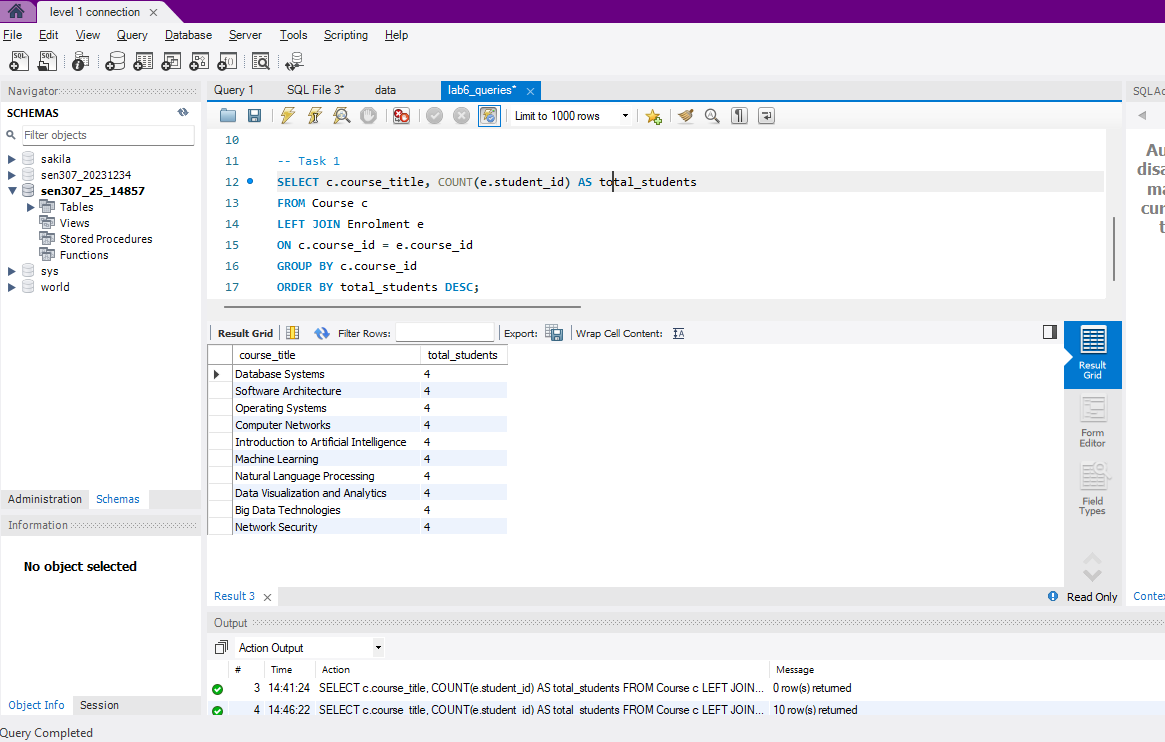 level 1 connection
File Edit View Query Database Server Tools Scripting Help
Navigator
SCHEMAS
Filter objects
sakila
sen307_20231234
sen307_25_14857
Tables
Views
Stored Procedures
Functions
sys
world
Administration Schemas
Information
No object selected
Object Info Session
Query Completed
Query 1 SQL File 3* data lab6_queries*
Limit to 1000 rows
10
11 -- Task 1
12 SELECT c.course_title, COUNT(e.student_id) AS total_students
13 FROM Course c
14 LEFT JOIN Enrolment e
15 ON c.course_id = e.course_id
16 GROUP BY c.course_id
17 ORDER BY total_students DESC;
Result Grid Filter Rows: Export: Wrap Cell Content:
course_title total_students
Database Systems 4
Software Architecture 4
Operating Systems 4
Computer Networks 4
Introduction to Artificial Intelligence 4
Machine Learning 4
Natural Language Processing 4
Data Visualization and Analytics 4
Big Data Technologies 4
Network Security 4
Result
Grid
Form
Editor
Field
Types
Result 3 Read Only
Output
Action Output
# Time Action Message
3 14:41:24 SELECT c.course_title, COUNT(e.student_id) AS total_students FROM Course c LEFT JOIN... 0 row(s) returned
4 14:46:22 SELECT c.course_title, COUNT(e.student_id) AS total_students FROM Course c LEFT JOIN... 10 row(s) returned
SQL Ac
Au
disa
ma
cur
t
Contex